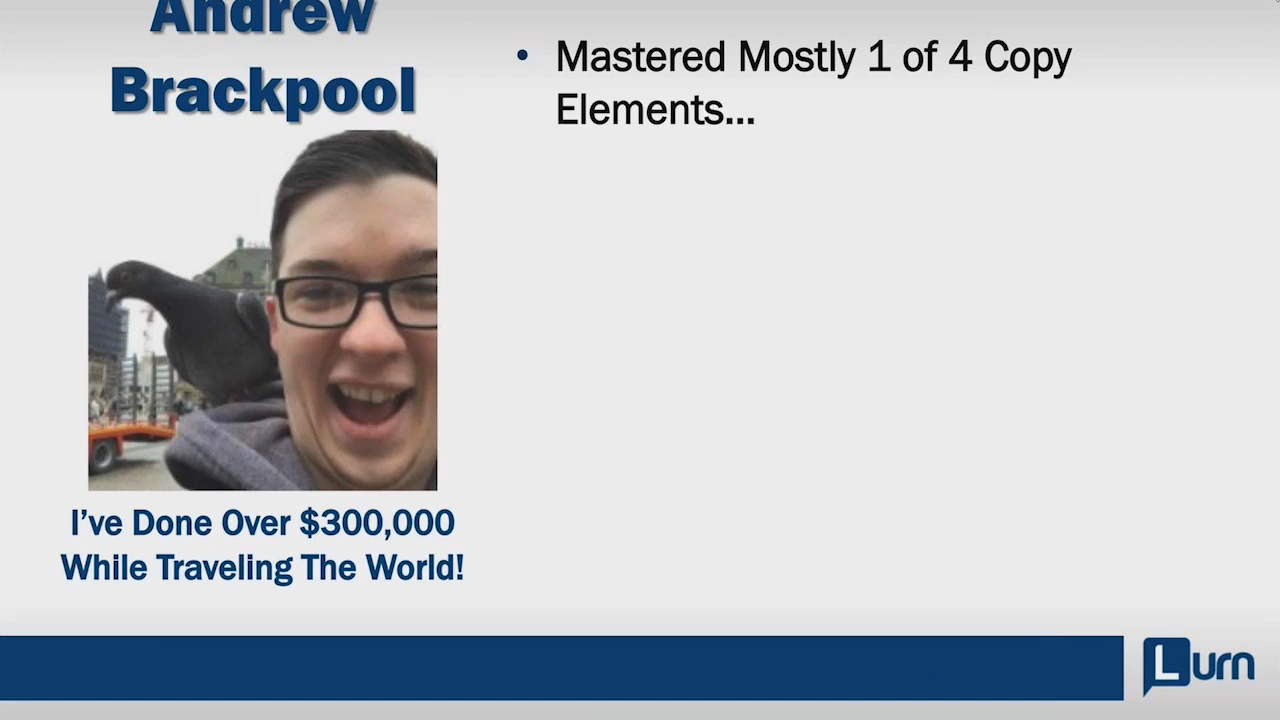 Andrew
Brackpool
I've Done Over $300,000
While Traveling The World!
• Mastered Mostly 1 of 4 Copy
Elements...
Lurn